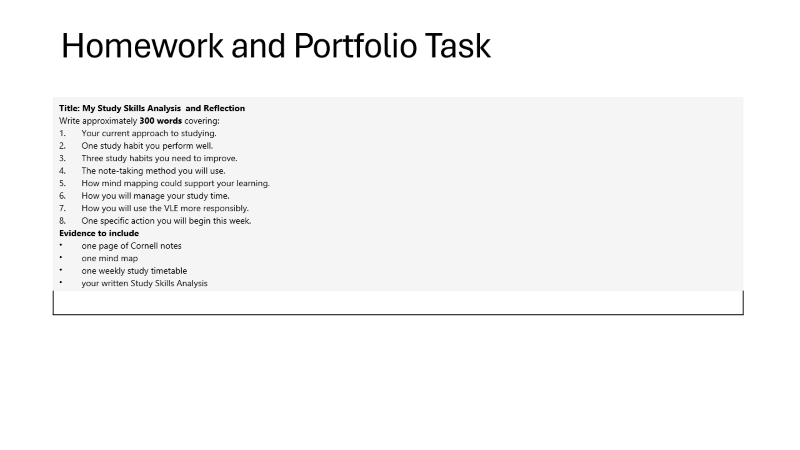 Homework and Portfolio Task
Title: My Study Skills Analysis  and Reflection
Write approximately 300 words covering:
1. Your current approach to studying.
2. One study habit you perform well.
3. Three study habits you need to improve.
4. The note-taking method you will use.
5. How mind mapping could support your learning.
6. How you will manage your study time.
7. How you will use the VLE more responsibly.
8. One specific action you will begin this week.
Evidence to include
• one page of Cornell notes
• one mind map
• one weekly study timetable
• your written Study Skills Analysis